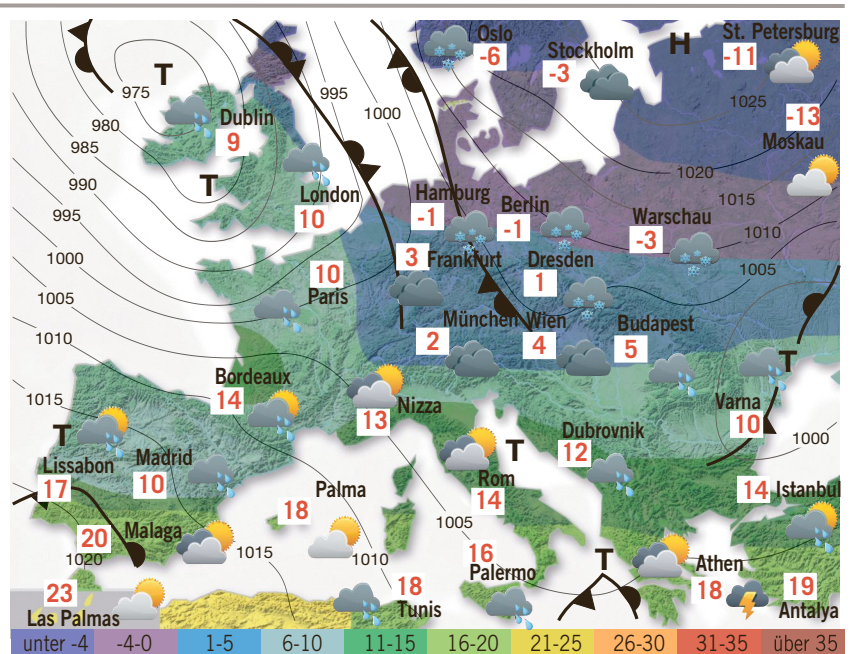 Oslo
-6
Stockholm
-3
H
St. Petersburg
-11
T
975
995
1000
1025
980
Dublin
9
-13
Moskau
985
990
T
London
10
1020
1015
1010
1005
Hamburg
-1
Berlin
-1
Warschau
-3
995
1000
1005
1010
10
Paris
3
Frankfurt
Dresden
1
München
2
Wien
4
Budapest
5
T
1015
Bordeaux
14
13
Nizza
Varna
10
1000
T
Lissabon
17
Madrid
10
Dubrovnik
12
T
Rom
14
14
Istanbul
Palma
18
1005
1010
20
Malaga
1020
1015
16
Palermo
T
Athen
18
19
Antalya
23
Las Palmas
18
Tunis
unter -4 -4-0 1-5 6-10 11-15 16-20 21-25 26-30 31-35 über 35